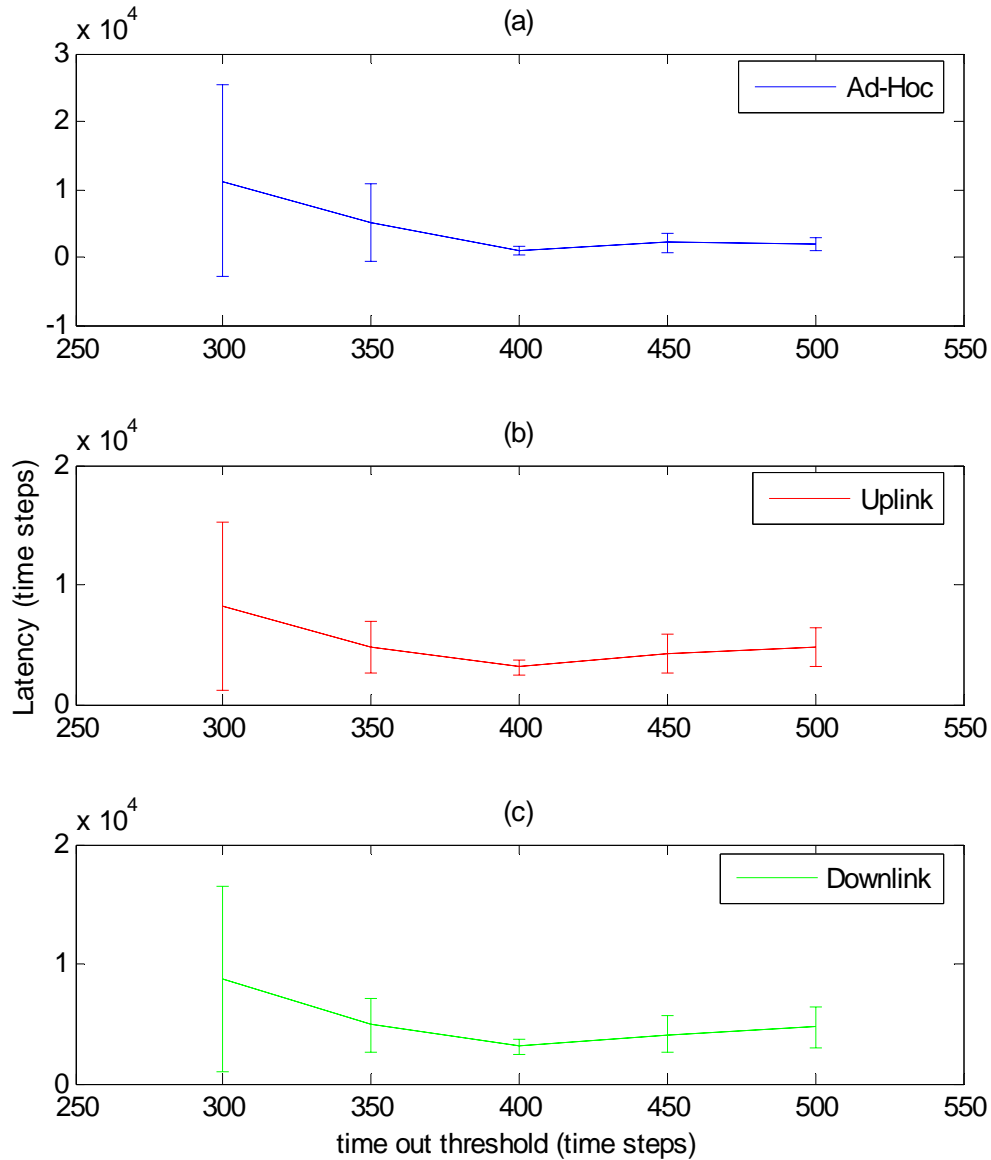 (a)
x 10^4
3
2
1
0
-1
Ad-Hoc
250 300 350 400 450 500 550
(b)
x 10^4
2
1
0
Uplink
250 300 350 400 450 500 550
Latency (time steps)
(c)
x 10^4
2
1
0
Downlink
250 300 350 400 450 500 550
time out threshold (time steps)